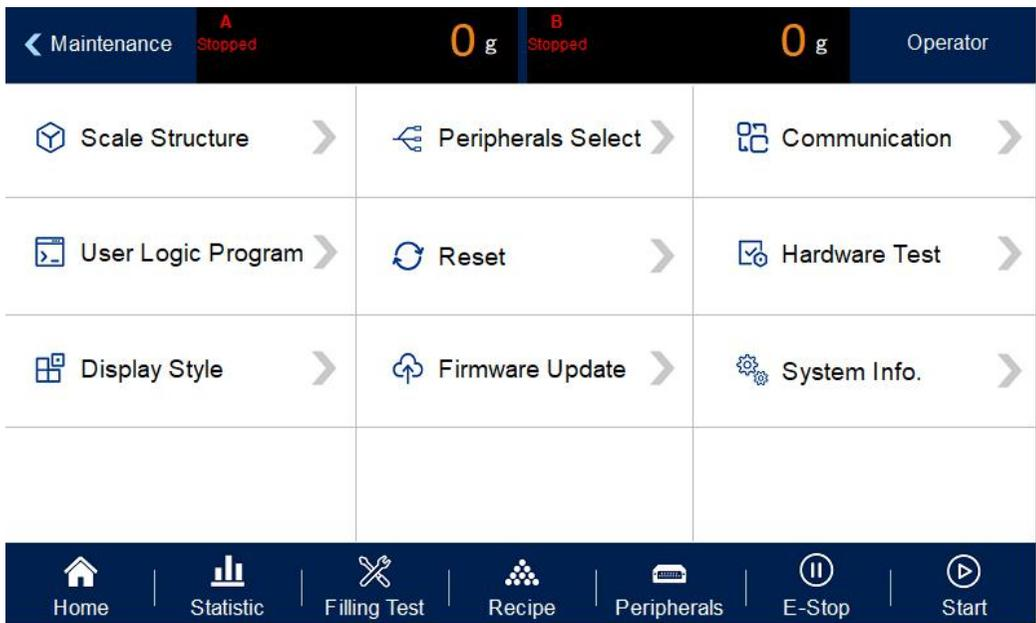 Maintenance
A
Stopped
0 g
B
Stopped
0 g
Operator
Scale Structure
Peripherals Select
Communication
User Logic Program
Reset
Hardware Test
Display Style
Firmware Update
System Info.
Home
Statistic
Filling Test
Recipe
Peripherals
E-Stop
Start